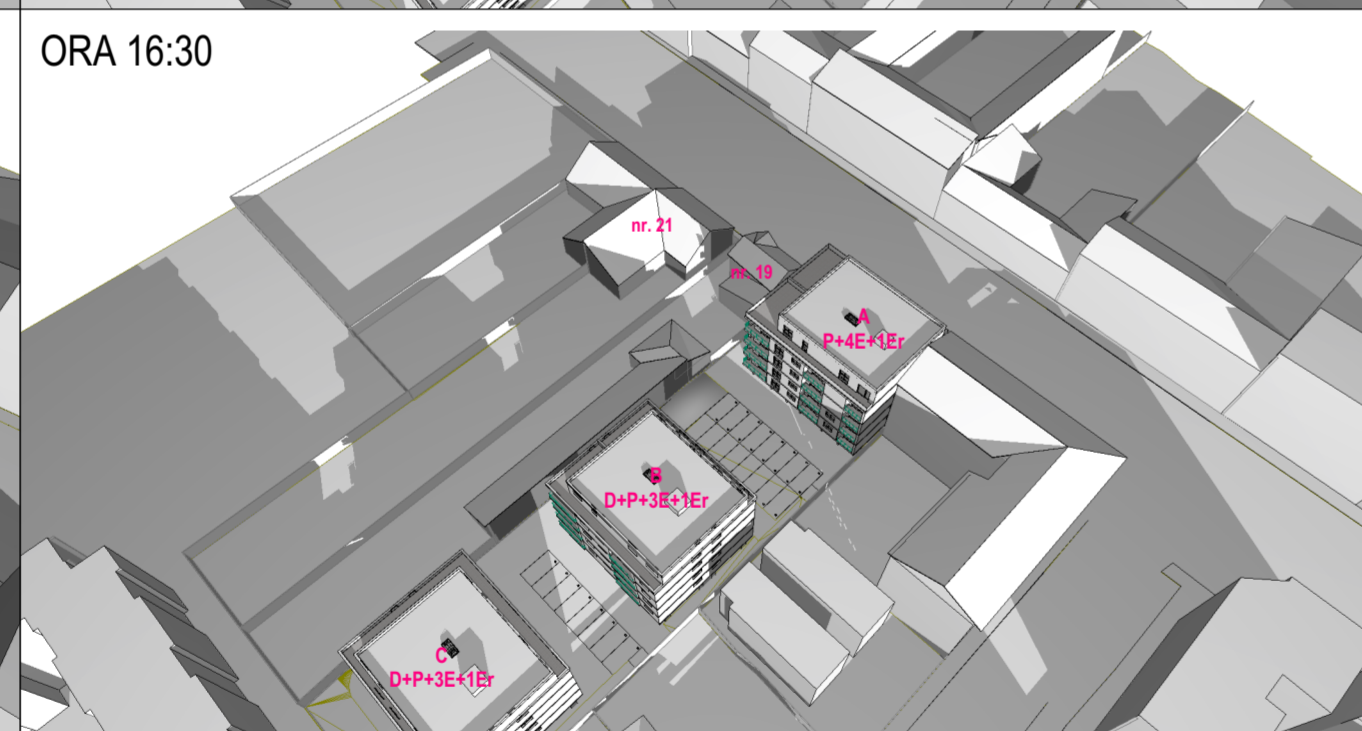 ORA 16:30
nr. 21
nr. 19
A
P+4E+1Er
B
D+P+3E+1Er
C
D+P+3E+1Er